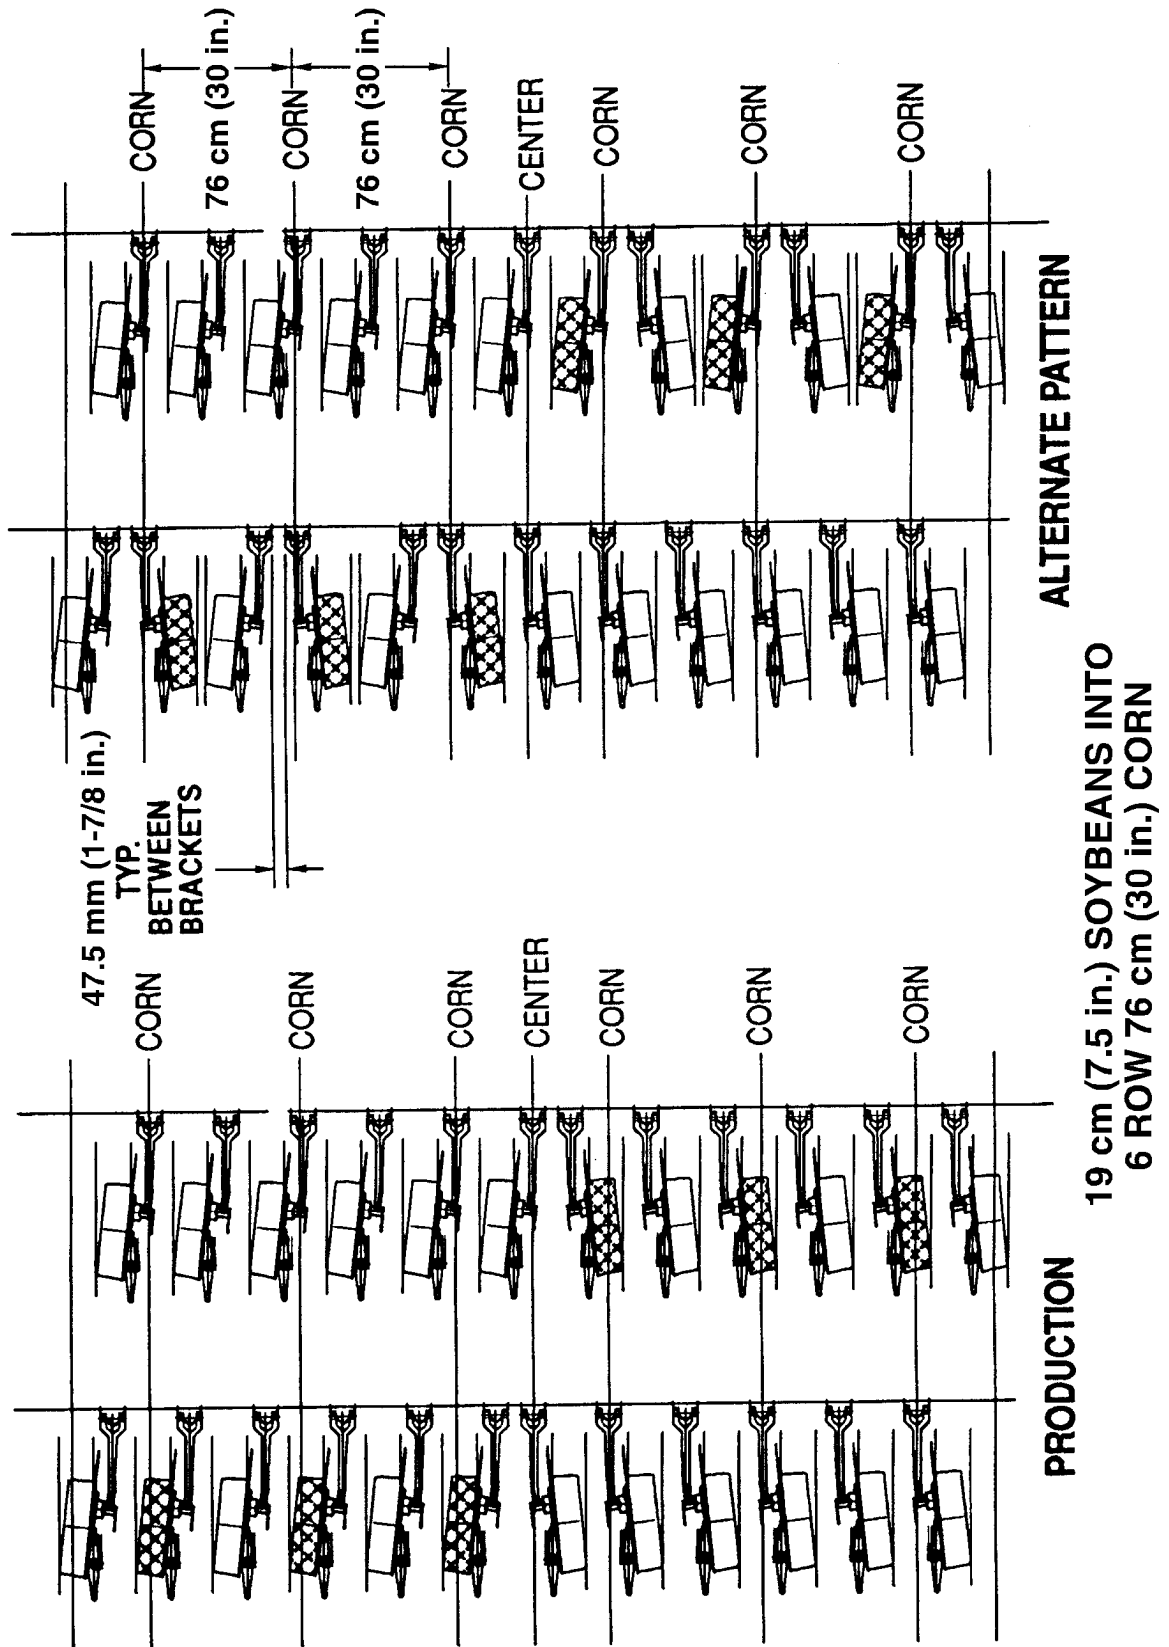 PRODUCTION
CORN
CORN
CORN
CENTER
CORN
CORN
CORN
47.5 mm (1-7/8 in.)
TYP.
BETWEEN
BRACKETS
ALTERNATE PATTERN
CORN
76 cm (30 in.)
CORN
76 cm (30 in.)
CORN
CENTER
CORN
CORN
CORN
19 cm (7.5 in.) SOYBEANS INTO
6 ROW 76 cm (30 in.) CORN